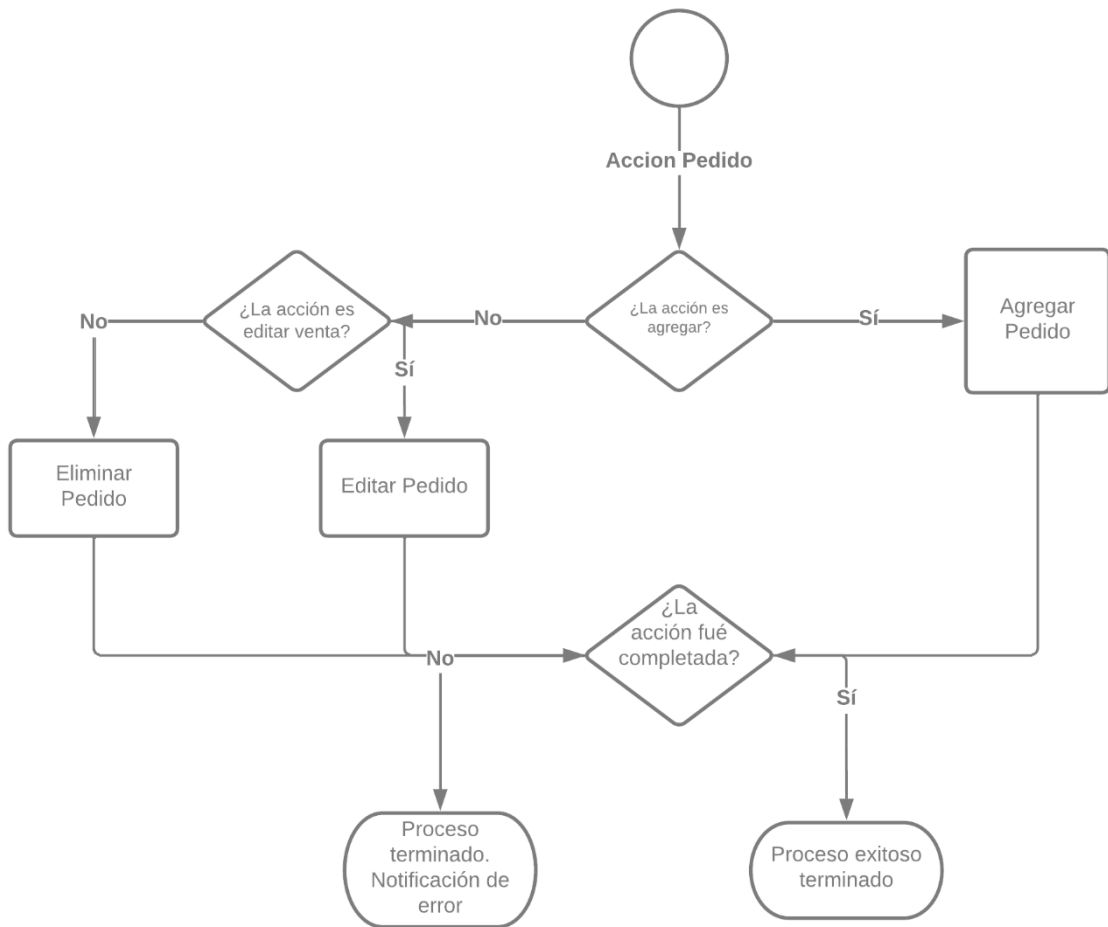 Accion Pedido
¿La acción es
agregar?
Sí
Agregar
Pedido
No
¿La acción es
editar venta?
No
Sí
Eliminar
Pedido
Editar Pedido
¿La
acción fué
completada?
No
Sí
Proceso
terminado.
Notificación de
error
Proceso exitoso
terminado